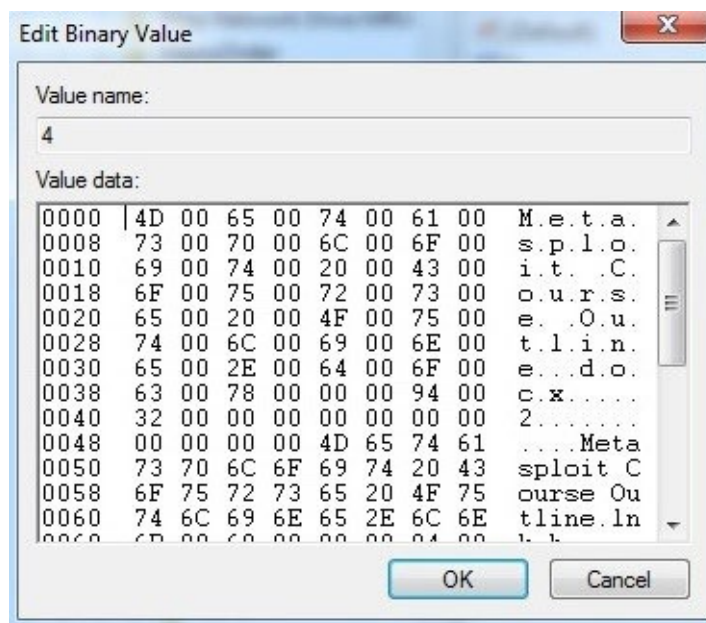 Edit Binary Value
Value name:
4
Value data:
0000 4D 00 65 00 74 00 61 00 M.e.t.a.
0008 73 00 70 00 6C 00 6F 00 s.p.l.o.
0010 69 00 74 00 20 00 43 00 i.t. .C.
0018 6F 00 75 00 72 00 73 00 o.u.r.s.
0020 65 00 20 00 4F 00 75 00 e. .O.u.
0028 74 00 6C 00 69 00 6E 00 t.l.i.n.
0030 65 00 2E 00 64 00 6F 00 e...d.o.
0038 63 00 78 00 00 00 94 00 c.x.....
0040 32 00 00 00 00 00 00 00 2.......
0048 00 00 00 00 4D 65 74 61 ....Meta
0050 73 70 6C 6F 69 74 20 43 sploit C
0058 6F 75 72 73 65 20 4F 75 ourse Ou
0060 74 6C 69 6E 65 2E 6C 6E tline.ln
OK Cancel